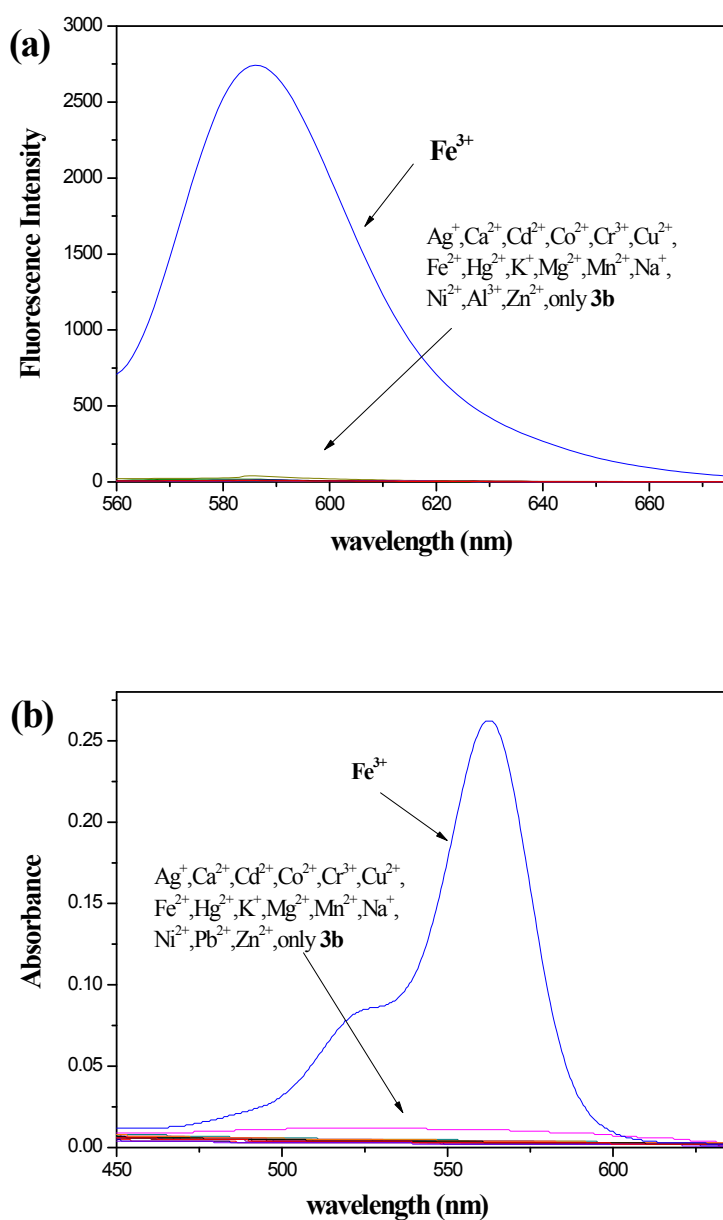 (a)
3000
2500
2000
1500
1000
500
0
Fluorescence Intensity
Fe³⁺
Ag⁺,Ca²⁺,Cd²⁺,Co²⁺,Cr³⁺,Cu²⁺,
Fe²⁺,Hg²⁺,K⁺,Mg²⁺,Mn²⁺,Na⁺,
Ni²⁺,Al³⁺,Zn²⁺,only 3b
560 580 600 620 640 660
wavelength (nm)
(b)
0.25
0.20
0.15
0.10
0.05
0.00
Absorbance
Fe³⁺
Ag⁺,Ca²⁺,Cd²⁺,Co²⁺,Cr³⁺,Cu²⁺,
Fe²⁺,Hg²⁺,K⁺,Mg²⁺,Mn²⁺,Na⁺,
Ni²⁺,Pb²⁺,Zn²⁺,only 3b
450 500 550 600
wavelength (nm)